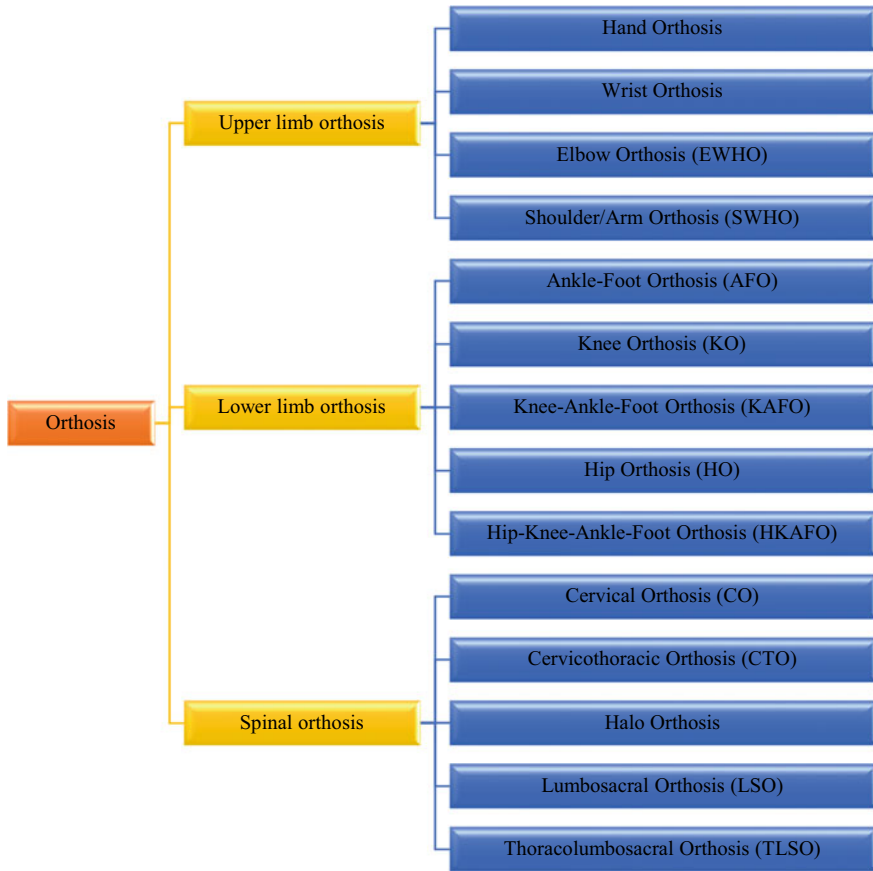 Orthosis
Upper limb orthosis
Hand Orthosis
Wrist Orthosis
Elbow Orthosis (EWHO)
Shoulder/Arm Orthosis (SWHO)
Lower limb orthosis
Ankle-Foot Orthosis (AFO)
Knee Orthosis (KO)
Knee-Ankle-Foot Orthosis (KAFO)
Hip Orthosis (HO)
Hip-Knee-Ankle-Foot Orthosis (HKAFO)
Spinal orthosis
Cervical Orthosis (CO)
Cervicothoracic Orthosis (CTO)
Halo Orthosis
Lumbosacral Orthosis (LSO)
Thoracolumbosacral Orthosis (TLSO)